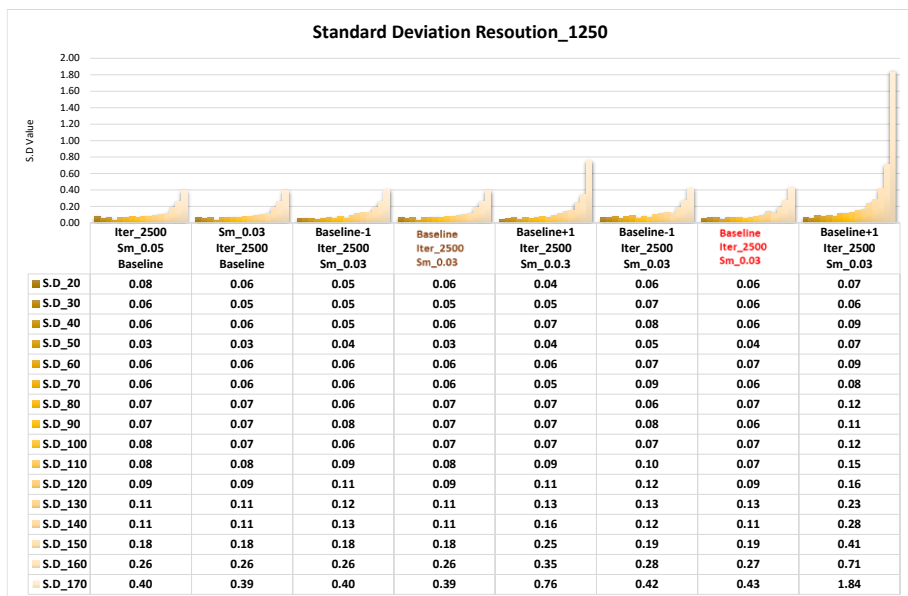 Standard Deviation Resoution_1250
S.D Value
2.00
1.80
1.60
1.40
1.20
1.00
0.80
0.60
0.40
0.20
0.00
Iter_2500 Sm_0.03 Baseline-1 Baseline Baseline+1 Baseline-1 Baseline Baseline+1
Sm_0.05 Iter_2500 Iter_2500 Iter_2500 Iter_2500 Iter_2500 Iter_2500 Iter_2500
Baseline Baseline Sm_0.03 Sm_0.03 Sm_0.0.3 Sm_0.03 Sm_0.03 Sm_0.03
S.D_20 0.08 0.06 0.05 0.06 0.04 0.06 0.06 0.07
S.D_30 0.06 0.05 0.05 0.05 0.05 0.07 0.06 0.06
S.D_40 0.06 0.06 0.05 0.06 0.07 0.08 0.06 0.09
S.D_50 0.03 0.03 0.04 0.03 0.04 0.05 0.04 0.07
S.D_60 0.06 0.06 0.06 0.06 0.06 0.07 0.07 0.09
S.D_70 0.06 0.06 0.06 0.06 0.05 0.09 0.06 0.08
S.D_80 0.07 0.07 0.06 0.07 0.07 0.06 0.07 0.12
S.D_90 0.07 0.07 0.08 0.07 0.07 0.08 0.06 0.11
S.D_100 0.08 0.07 0.06 0.07 0.07 0.07 0.07 0.12
S.D_110 0.08 0.08 0.09 0.08 0.09 0.10 0.07 0.15
S.D_120 0.09 0.09 0.11 0.09 0.11 0.12 0.09 0.16
S.D_130 0.11 0.11 0.12 0.11 0.13 0.13 0.13 0.23
S.D_140 0.11 0.11 0.13 0.11 0.16 0.12 0.11 0.28
S.D_150 0.18 0.18 0.18 0.18 0.25 0.19 0.19 0.41
S.D_160 0.26 0.26 0.26 0.26 0.35 0.28 0.27 0.71
S.D_170 0.40 0.39 0.40 0.39 0.76 0.42 0.43 1.84